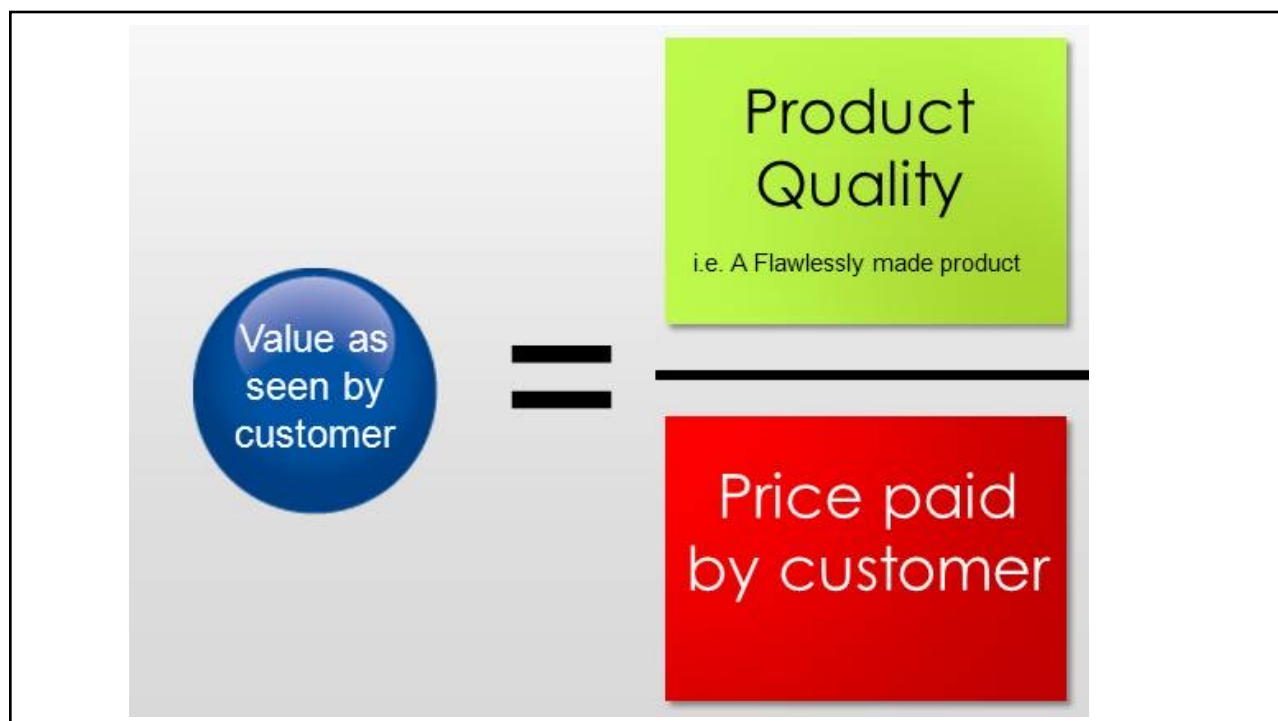 Value as
seen by
customer
=
Product
Quality
i.e. A Flawlessly made product
Price paid
by customer